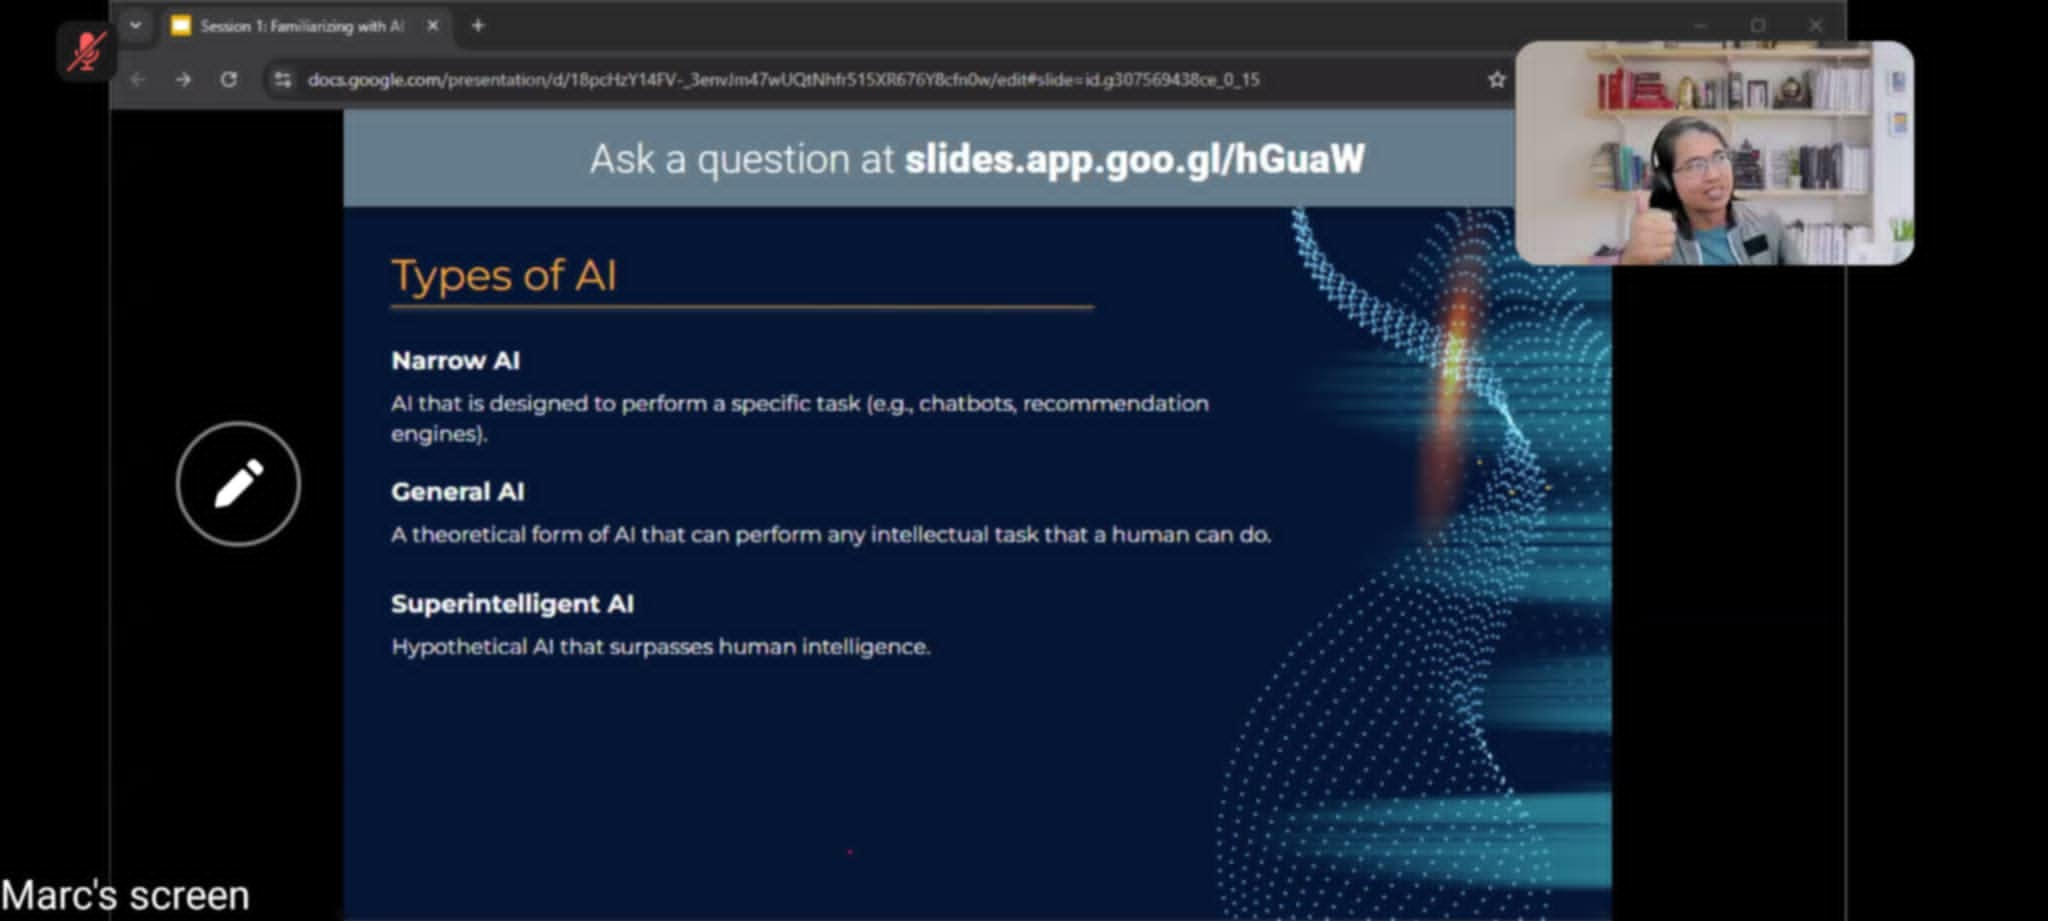 Session 1: Familiarizing with AI
docs.google.com/presentation/d/18pcHzY14FV-_3envJm47wUQtNhfr515XR676Y8cfn0w/edit#slide=id.g307569438ce_0_15
Ask a question at slides.app.goo.gl/hGuaW
Types of AI
Narrow AI
AI that is designed to perform a specific task (e.g., chatbots, recommendation
engines).
General AI
A theoretical form of AI that can perform any intellectual task that a human can do.
Superintelligent AI
Hypothetical AI that surpasses human intelligence.
Marc's screen